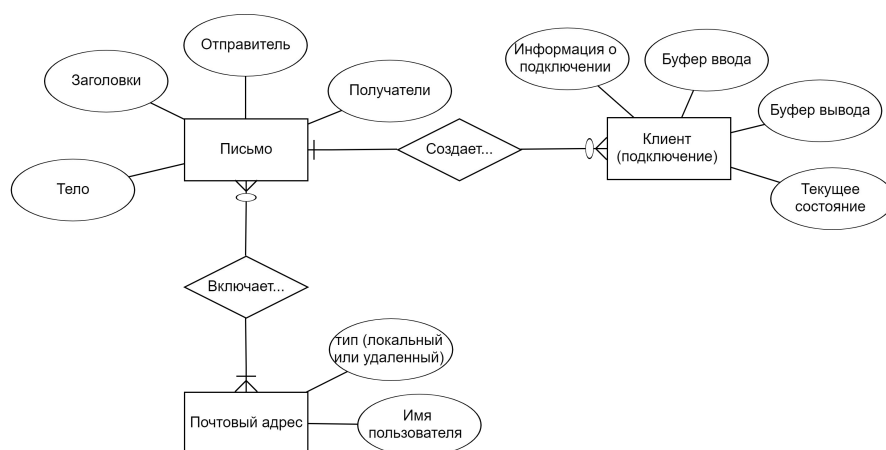 Отправитель
Заголовки
Получатели
Письмо
Тело
Создает...
Информация о
подключении
Буфер ввода
Буфер вывода
Клиент
(подключение)
Текущее
состояние
Включает...
тип (локальный
или удаленный)
Почтовый адрес
Имя
пользователя